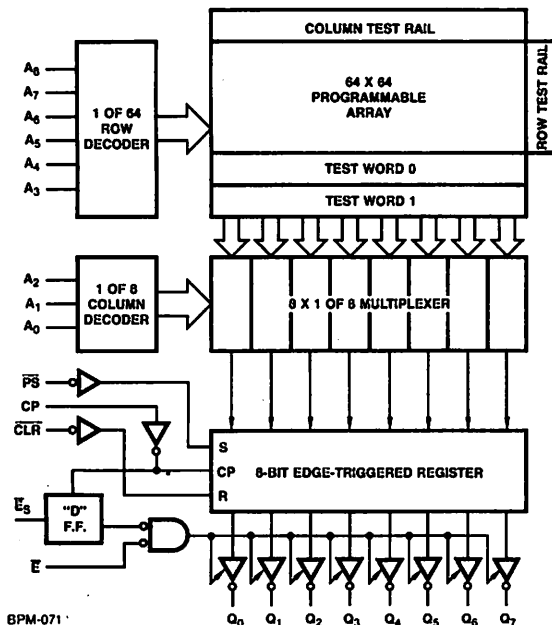 COLUMN TEST RAIL
64 X 64
PROGRAMMABLE
ARRAY
ROW TEST RAIL
TEST WORD 0
TEST WORD 1
A₈
A₇
A₆
A₅
A₄
A₃
1 OF 64
ROW
DECODER
A₂
A₁
A₀
1 OF 8
COLUMN
DECODER
8 X 1 OF 8 MULTIPLEXER
P̅S̅
CP
C̅L̅R̅
S
CP
R
8-BIT EDGE-TRIGGERED REGISTER
E̅ₛ
"D"
F.F.
E̅
BPM-071
Q₀ Q₁ Q₂ Q₃ Q₄ Q₅ Q₆ Q₇